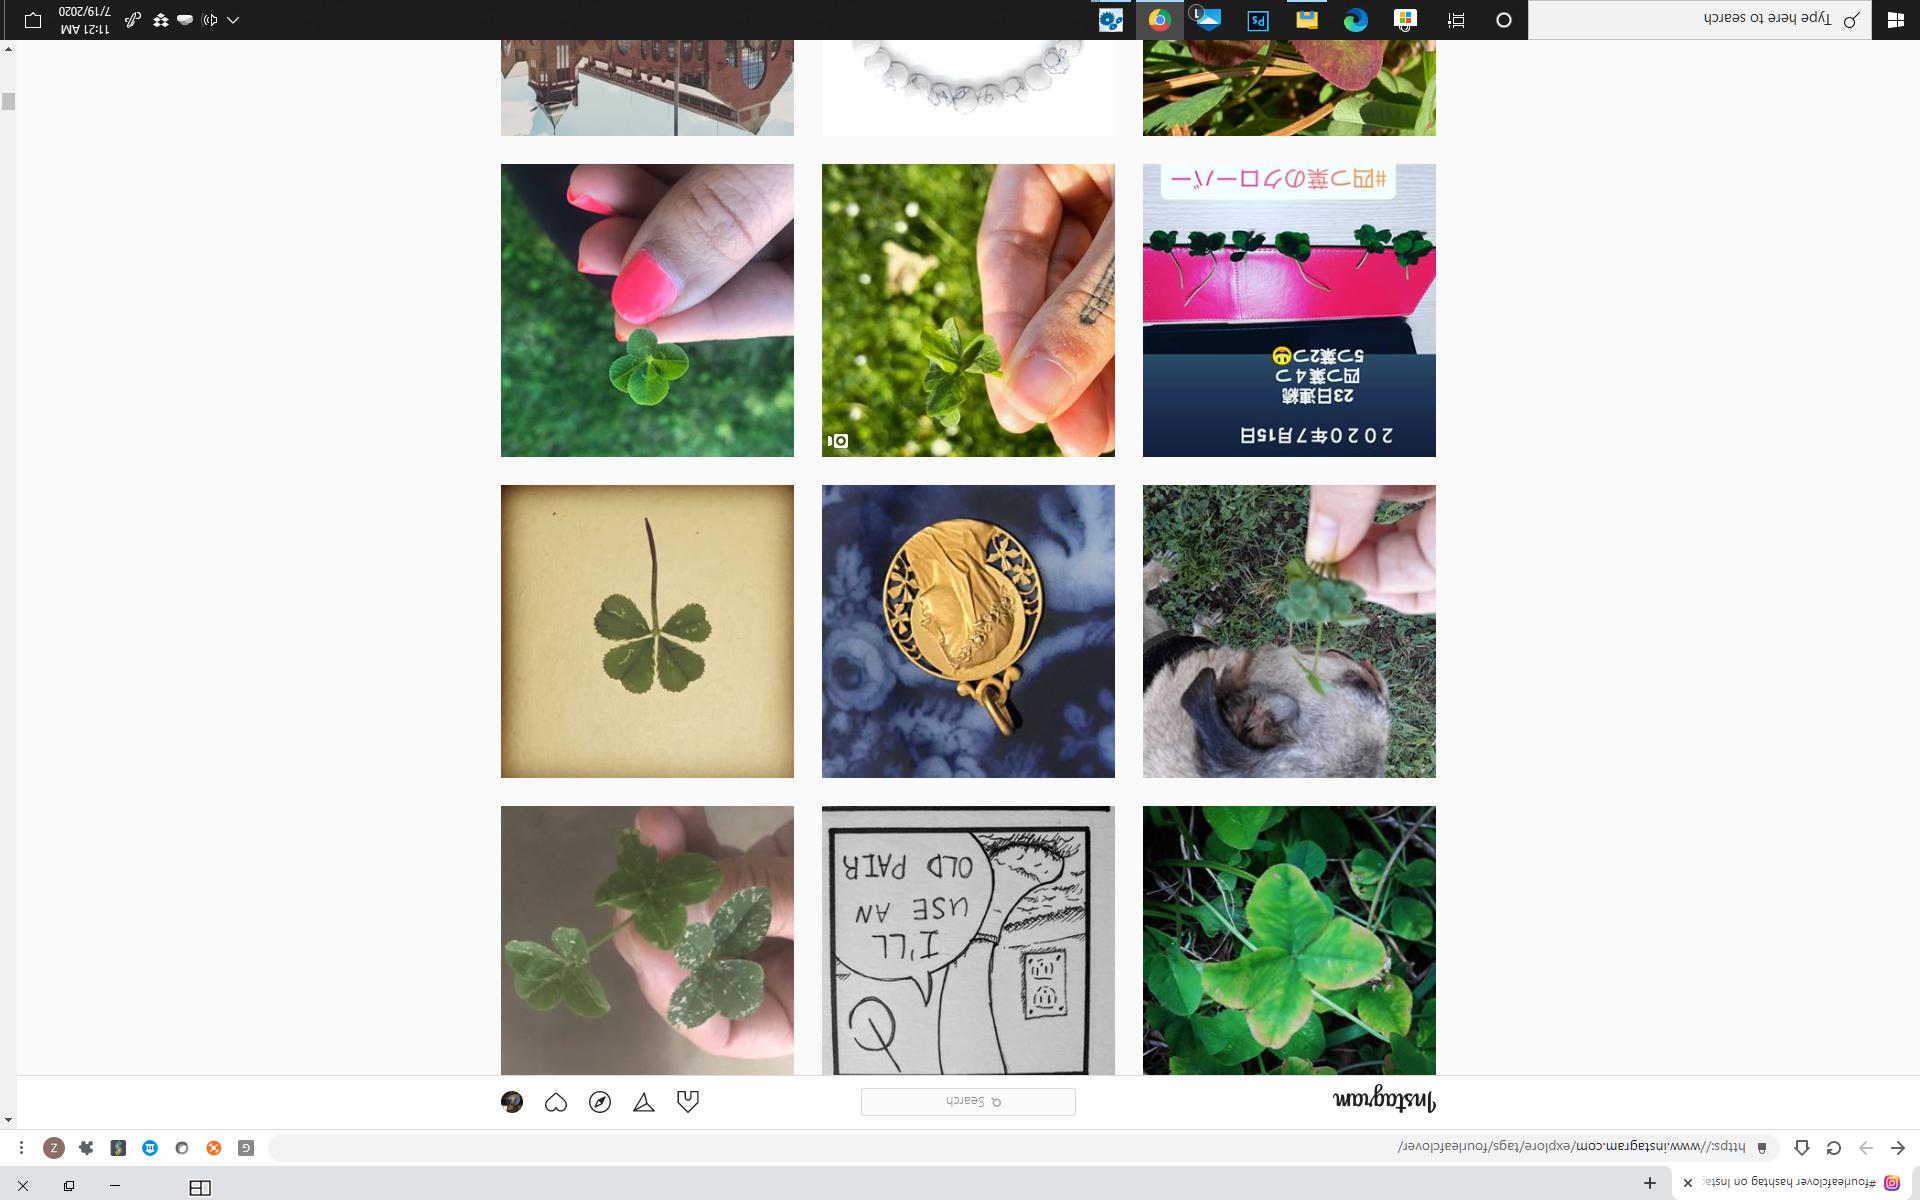 #fourleafclover hashtag on Insta
https://www.instagram.com/explore/tags/fourleafclover/
Z
Instagram
Search
I'LL
USE AN
OLD PAIR
2020年7月15日
23日連続
四つ葉4つ
5つ葉2つ
#四つ葉のクローバー
Type here to search
Ps
1
11:21 AM
7/19/2020